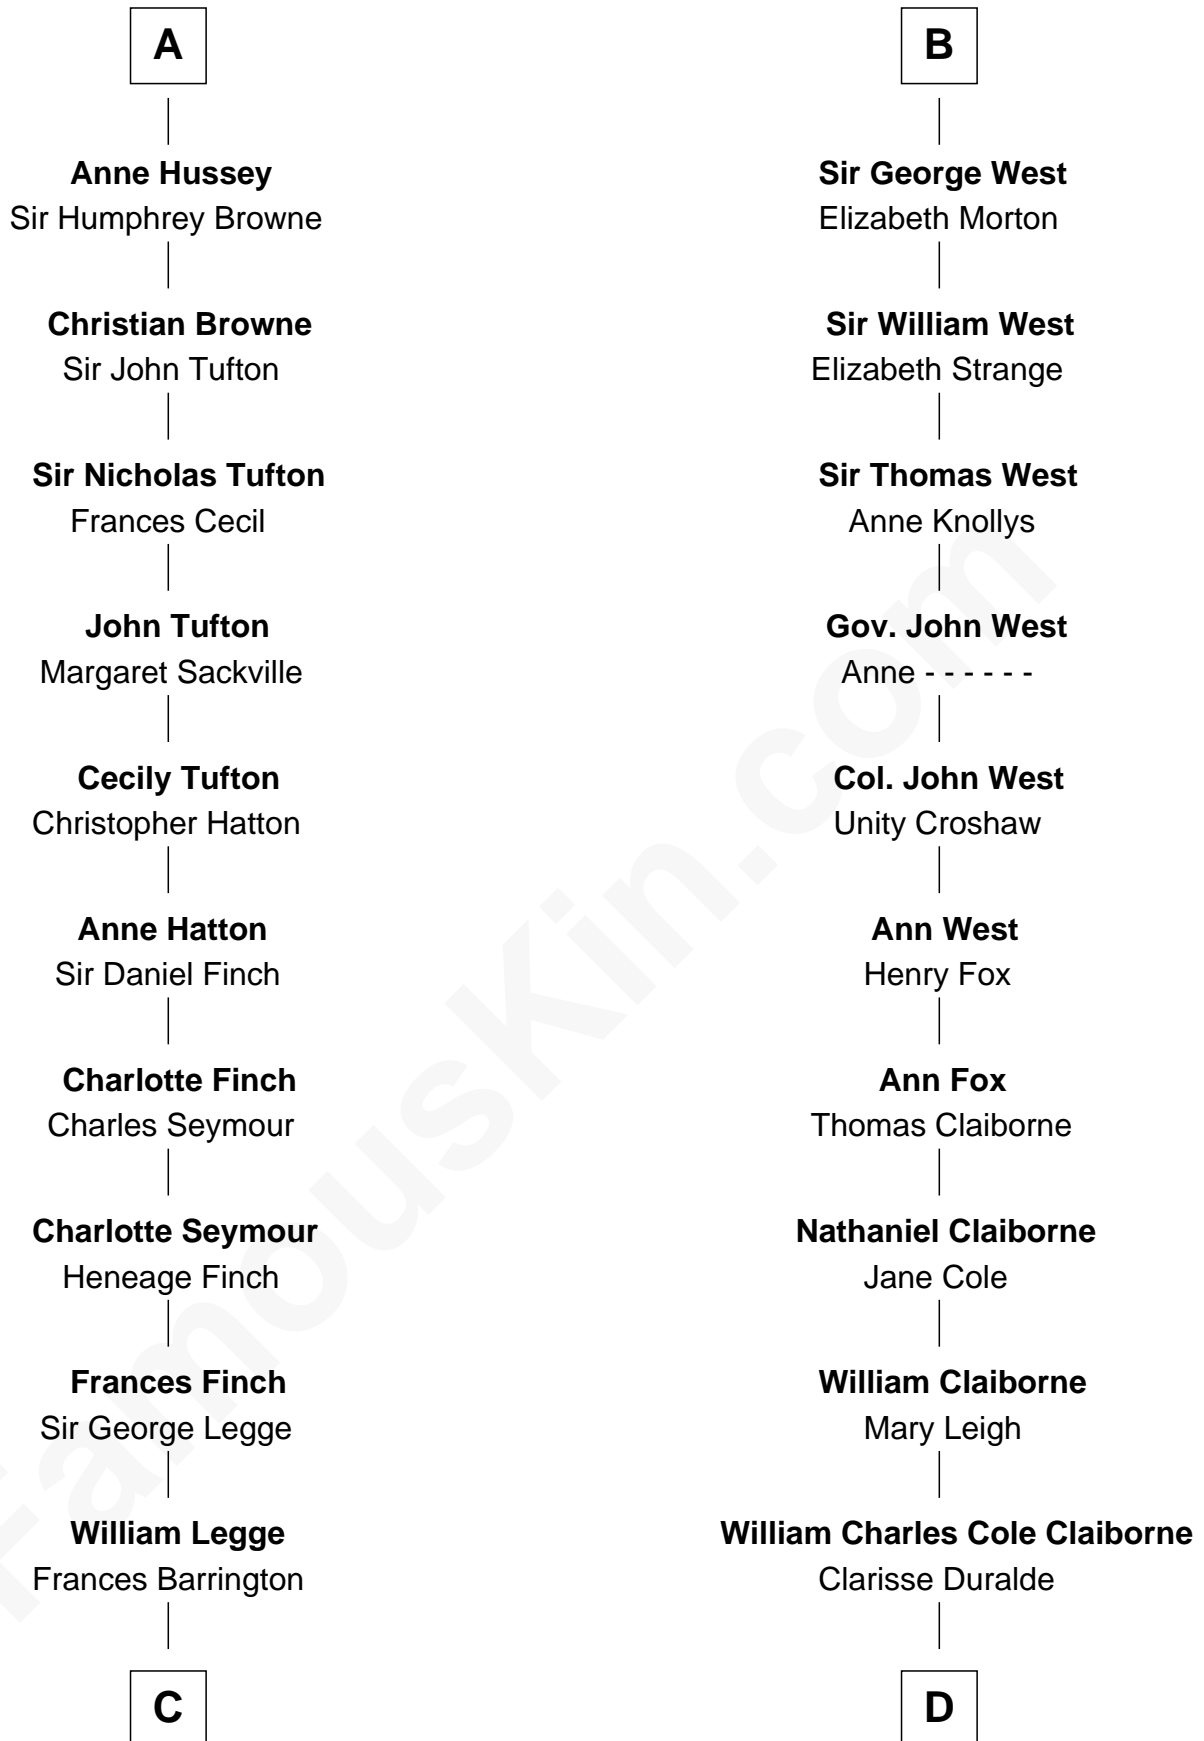 A
Anne Hussey
Sir Humphrey Browne
Christian Browne
Sir John Tufton
Sir Nicholas Tufton
Frances Cecil
John Tufton
Margaret Sackville
Cecily Tufton
Christopher Hatton
Anne Hatton
Sir Daniel Finch
Charlotte Finch
Charles Seymour
Charlotte Seymour
Heneage Finch
Frances Finch
Sir George Legge
William Legge
Frances Barrington
C
B
Sir George West
Elizabeth Morton
Sir William West
Elizabeth Strange
Sir Thomas West
Anne Knollys
Gov. John West
Anne - - - - - -
Col. John West
Unity Croshaw
Ann West
Henry Fox
Ann Fox
Thomas Claiborne
Nathaniel Claiborne
Jane Cole
William Claiborne
Mary Leigh
William Charles Cole Claiborne
Clarisse Duralde
D
FamousKin.com